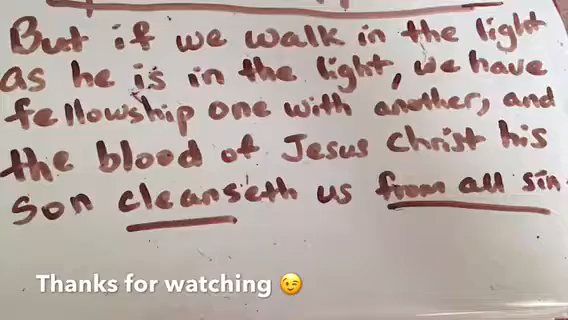 But if we walk in the light
as he is in the light, we have
fellowship one with another, and
the blood of Jesus Christ his
son cleanseth us from all sin.
Thanks for watching 😉